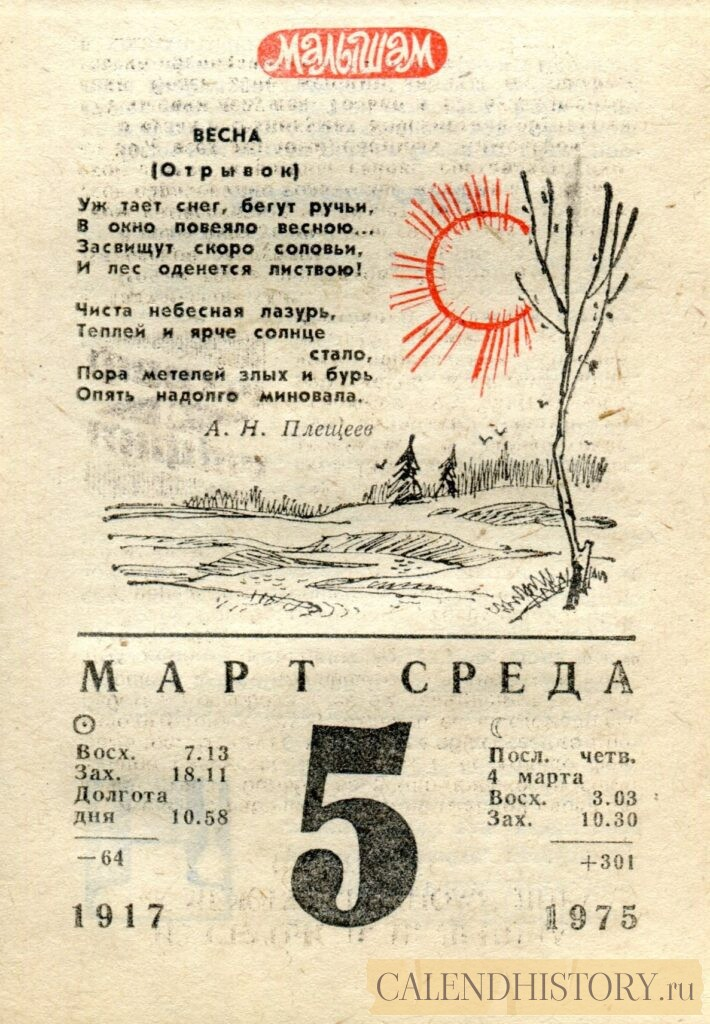 малышам
ВЕСНА
(Отрывок)
Уж тает снег, бегут ручьи,
В окно повеяло весною...
Засвищут скоро соловьи,
И лес оденется листвою!
Чиста небесная лазурь,
Теплей и ярче солнце
стало,
Пора метелей злых и бурь
Опять надолго миновала.
А. Н. Плещеев
МАРТ СРЕДА
5
Восх. 7.13
Зах. 18.11
Долгота
дня 10.58
—64
1917
Посл. четв.
4 марта
Восх. 3.03
Зах. 10.30
+301
1975
CALENDHISTORY.ru